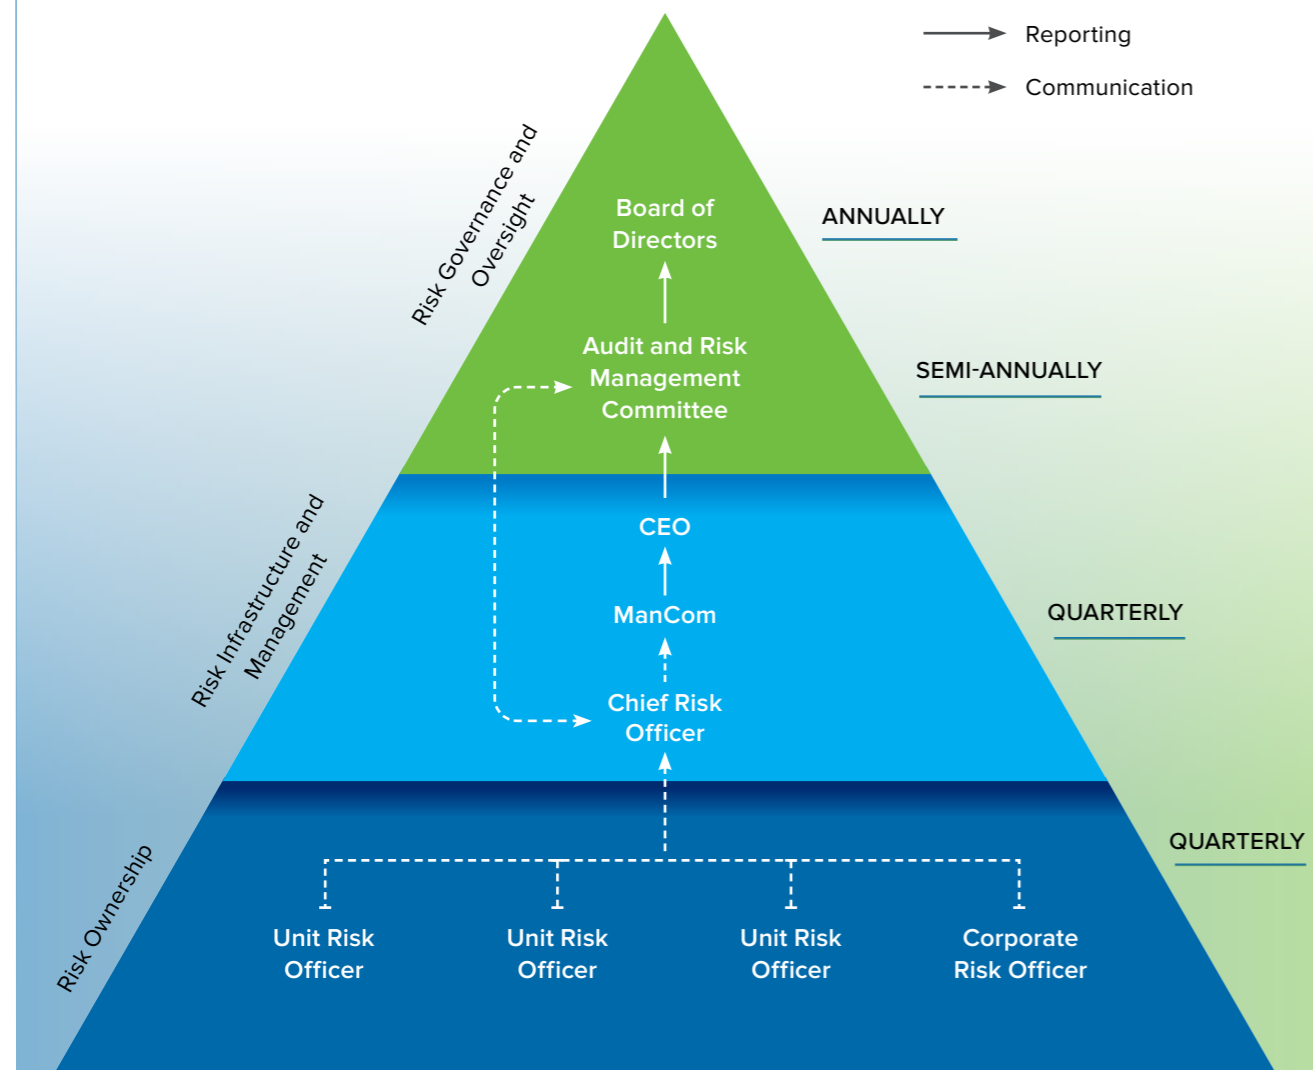 Reporting
Communication
Risk Governance and
Oversight
Board of
Directors
ANNUALLY
Audit and Risk
Management
Committee
SEMI-ANNUALLY
Risk Infrastructure and
Management
CEO
ManCom
QUARTERLY
Chief Risk
Officer
Risk Ownership
QUARTERLY
Unit Risk
Officer
Unit Risk
Officer
Unit Risk
Officer
Corporate
Risk Officer